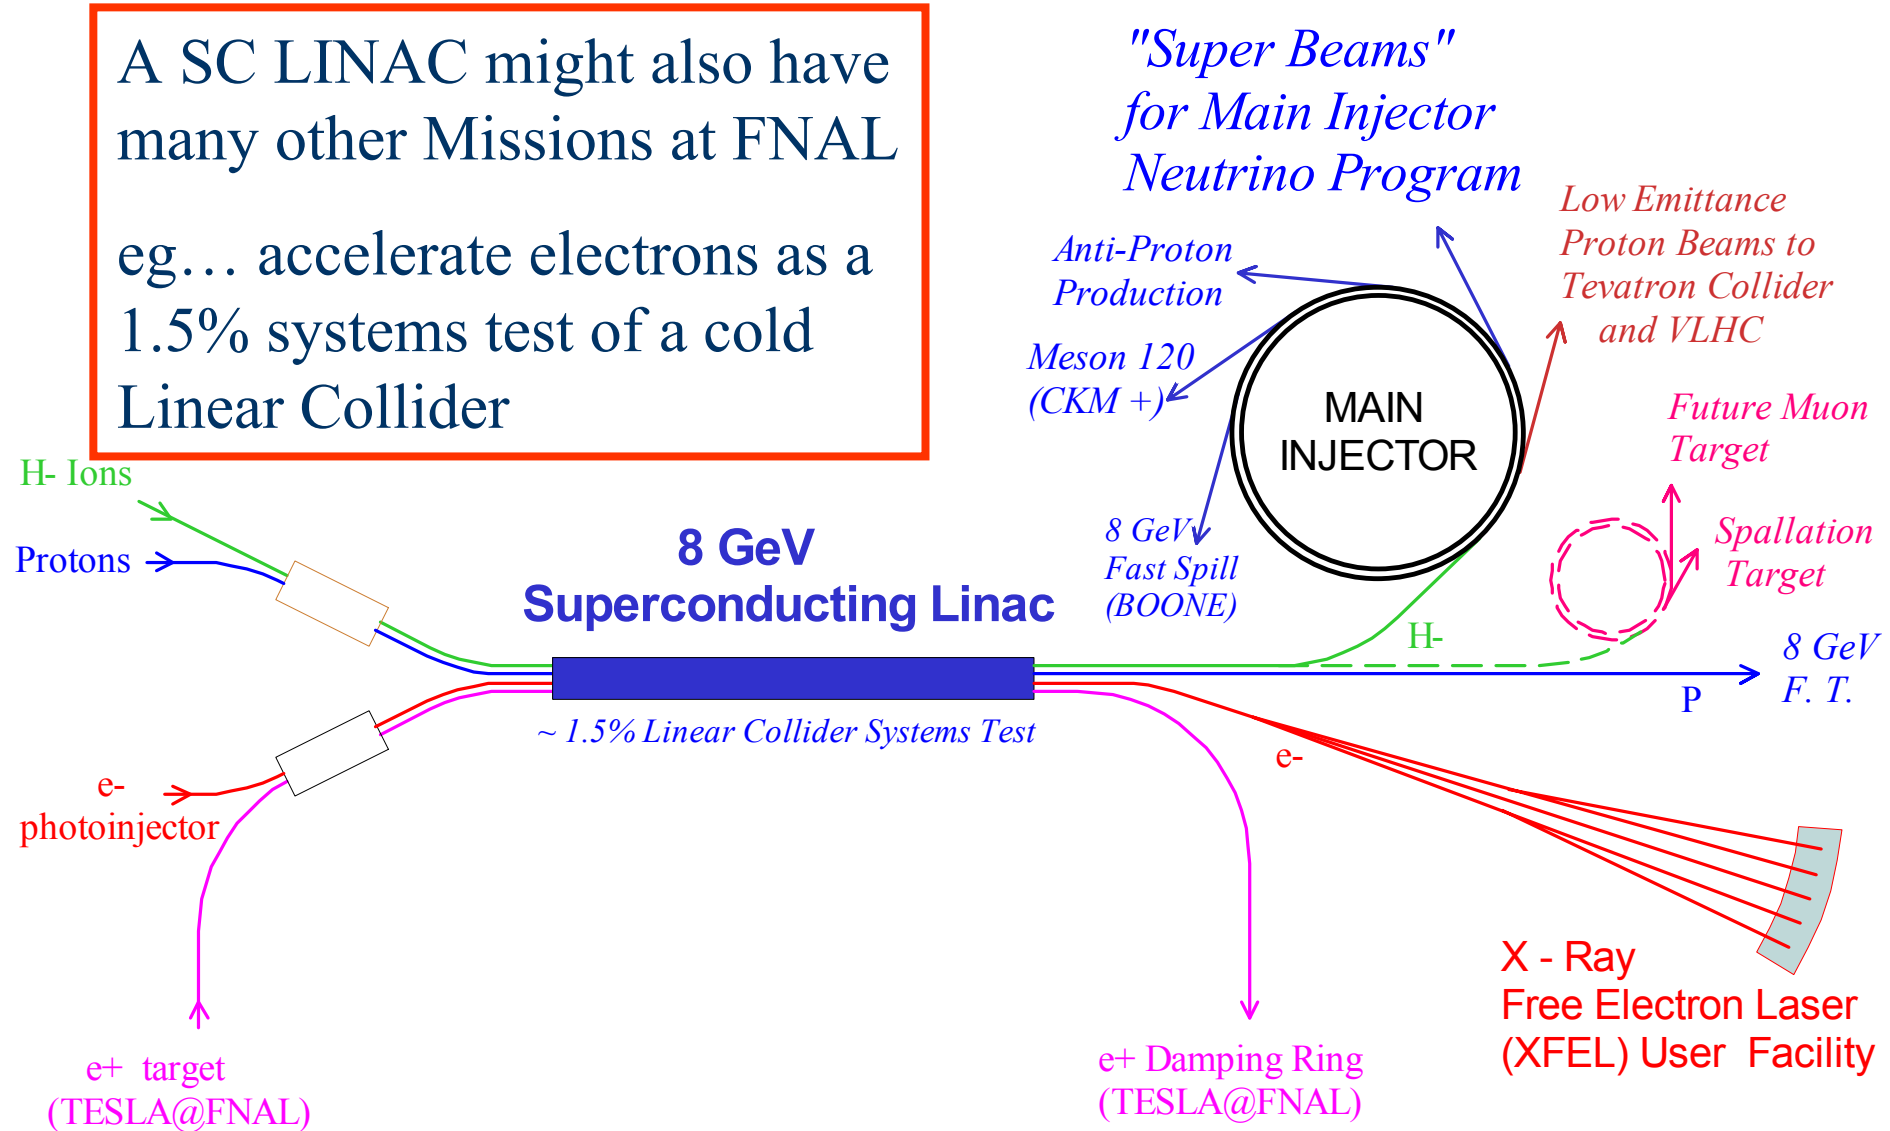 A SC LINAC might also have
many other Missions at FNAL
eg… accelerate electrons as a
1.5% systems test of a cold
Linear Collider
"Super Beams"
for Main Injector
Neutrino Program
Low Emittance
Proton Beams to
Tevatron Collider
and VLHC
Anti-Proton
Production
Meson 120
(CKM +)
MAIN
INJECTOR
Future Muon
Target
Spallation
Target
8 GeV
Fast Spill
(BOONE)
H- Ions
Protons
8 GeV
Superconducting Linac
~ 1.5% Linear Collider Systems Test
H-
8 GeV
F. T.
P
e-
e-
photoinjector
X - Ray
Free Electron Laser
(XFEL) User Facility
e+ target
(TESLA@FNAL)
e+ Damping Ring
(TESLA@FNAL)